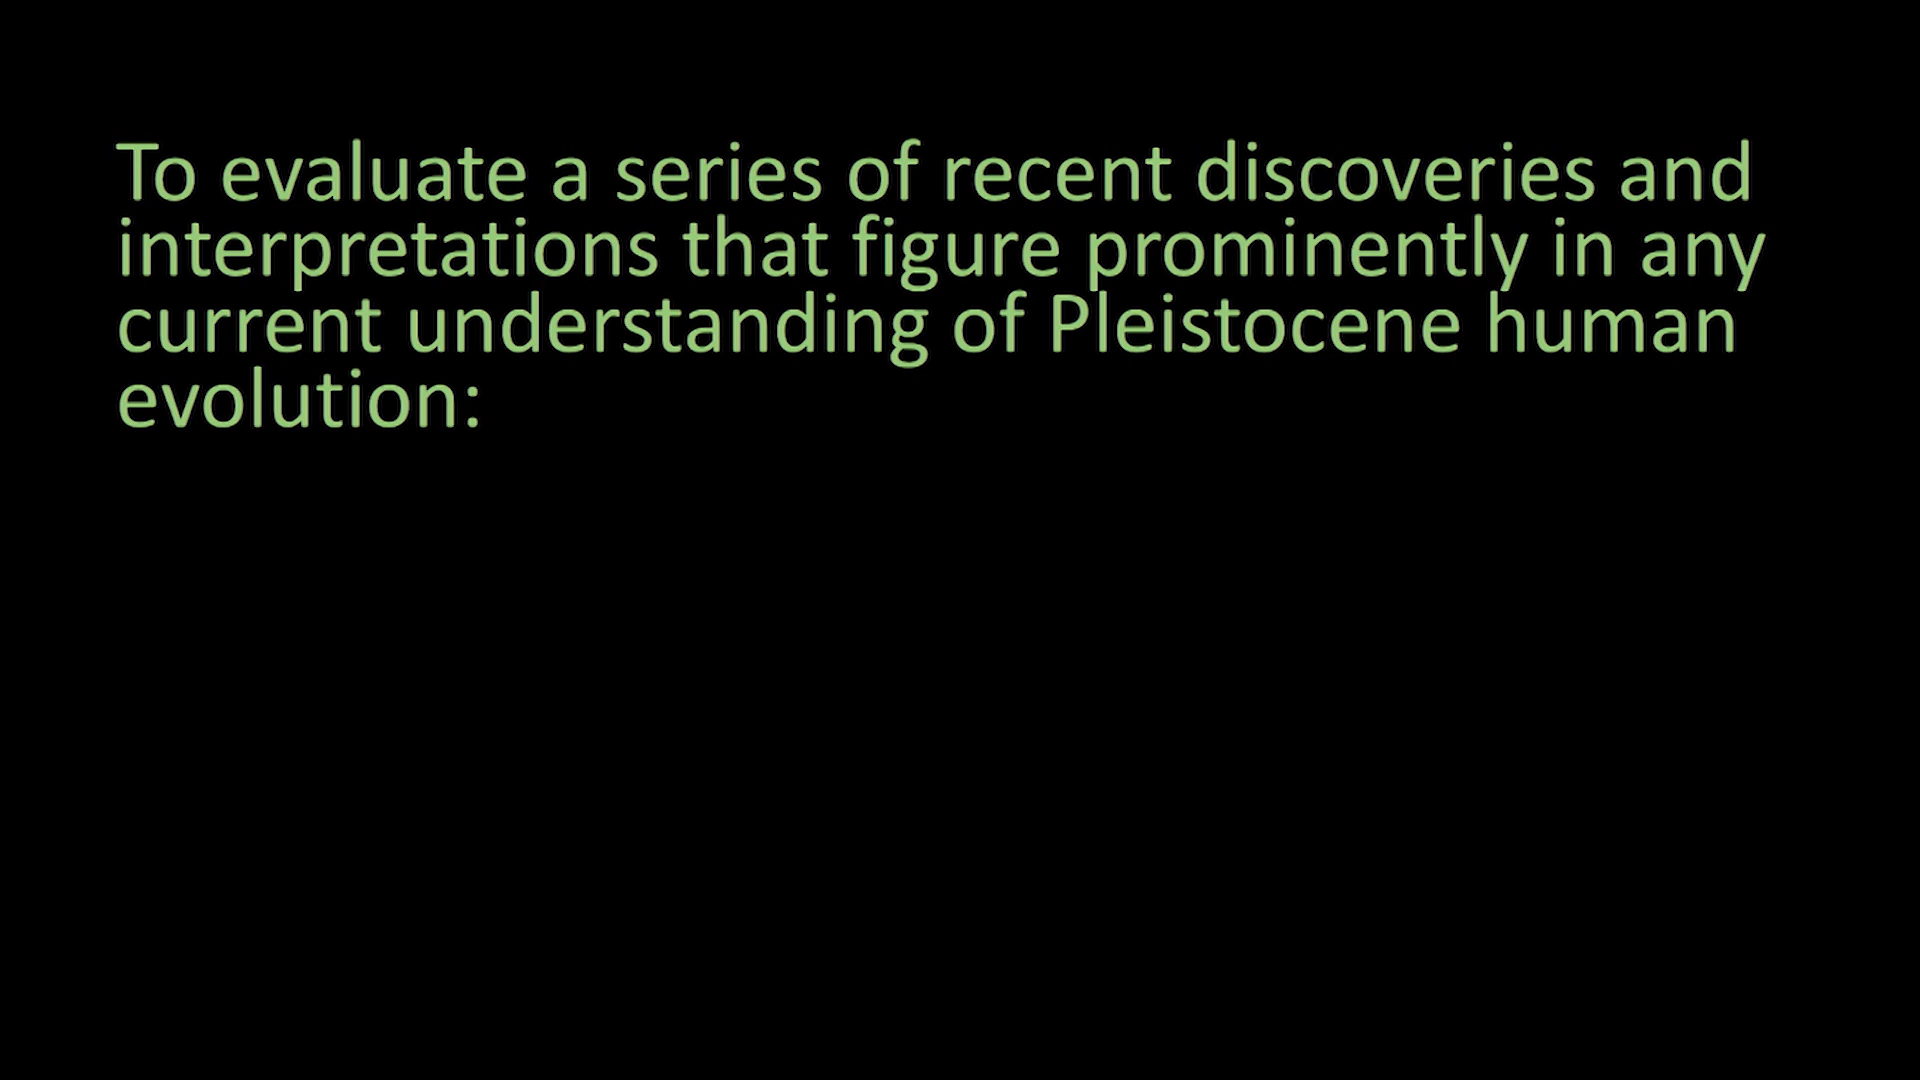 To evaluate a series of recent discoveries and
interpretations that figure prominently in any
current understanding of Pleistocene human
evolution: